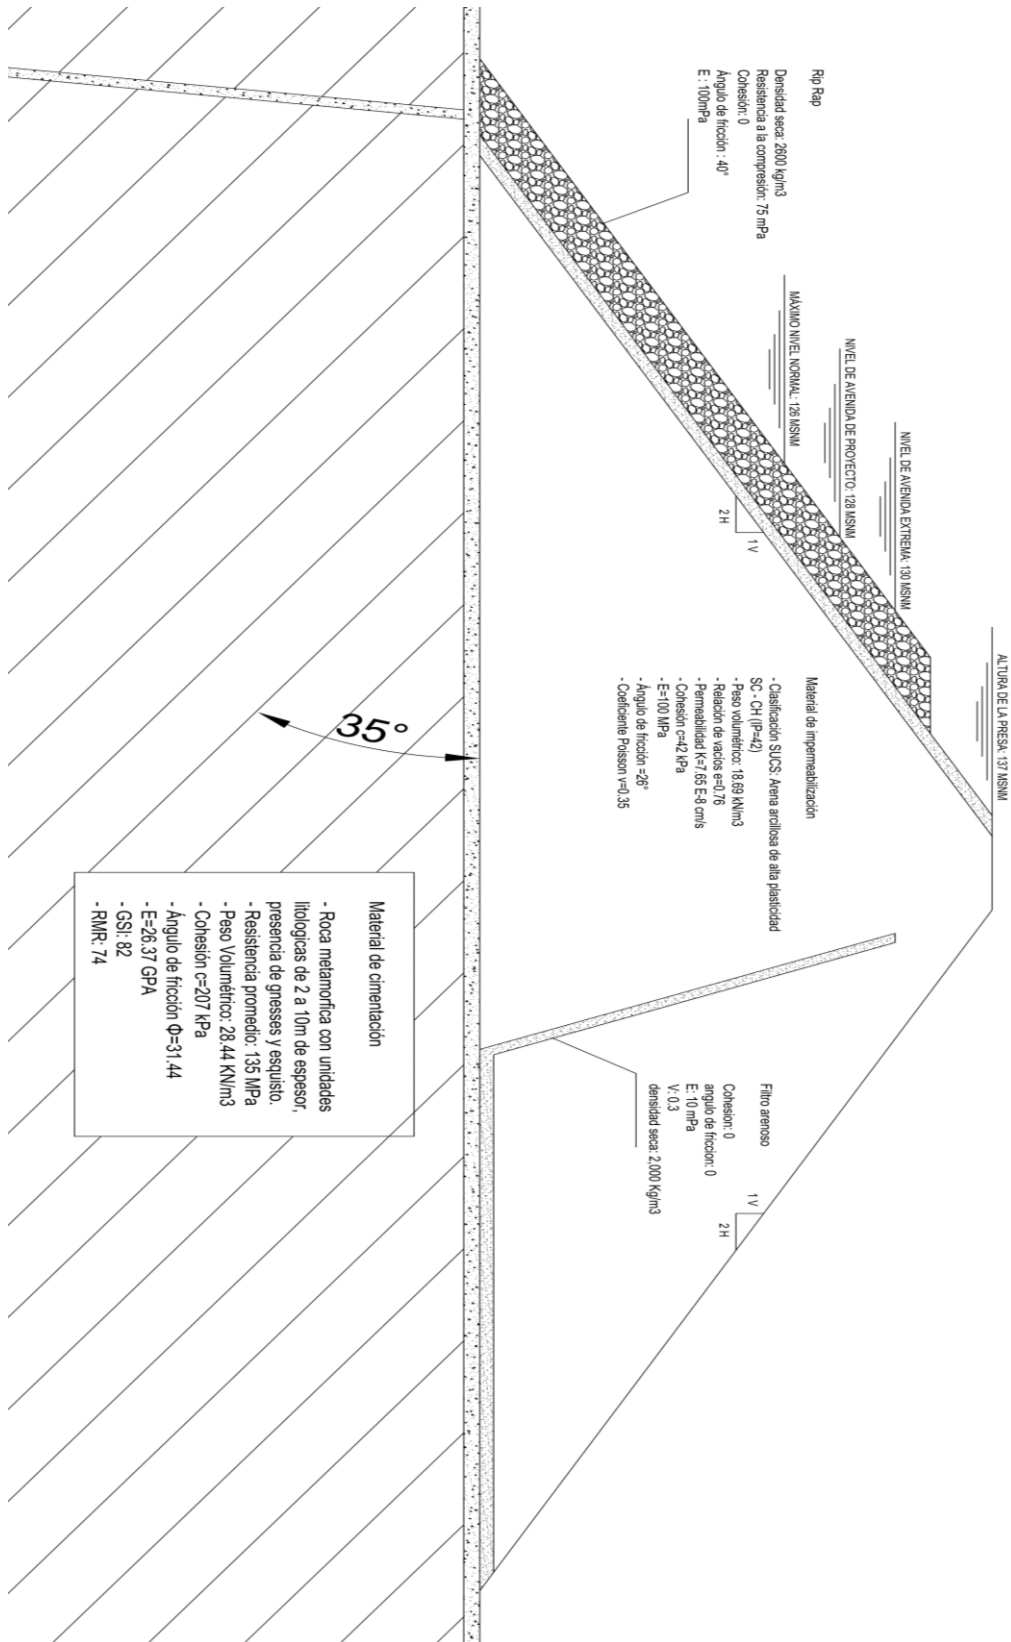 ALTURA DE LA PRESA: 137 MSNM
NIVEL DE AVENIDA EXTREMA: 130 MSNM
NIVEL DE AVENIDA DE PROYECTO: 128 MSNM
MÁXIMO NIVEL NORMAL: 126 MSNM
Rip Rap
Densidad seca: 2600 kg/m3
Resistencia a la compresión: 75 mPa
Cohesión: 0
Ángulo de fricción : 40°
E : 100mPa
1 V
2 H
Material de impermeabilización
- Clasificación SUCS: Arena arcillosa de alta plasticidad
SC - CH (IP=42)
- Peso volumétrico: 18.69 kN/m3
- Relación de vacios e=0.76
- Permeabilidad K=7.65 E-8 cm/s
- Cohesión c=42 kPa
- E=100 MPa
- Ángulo de fricción =26°
- Coeficiente Poisson v=0.35
Filtro arenoso
Cohesion: 0
angulo de friccion: 0
E: 10 mPa
V: 0.3
densidad seca: 2,000 Kg/m3
1 V
2 H
35°
Material de cimentación
- Roca metamorfica con unidades
litologicas de 2 a 10m de espesor,
presencia de gnesses y esquisto.
- Resistencia promedio: 135 MPa
- Peso Volumétrico: 28.44 KN/m3
- Cohesión c=207 kPa
- Ángulo de fricción Φ=31.44
- E=26.37 GPA
- GSI: 82
- RMR: 74